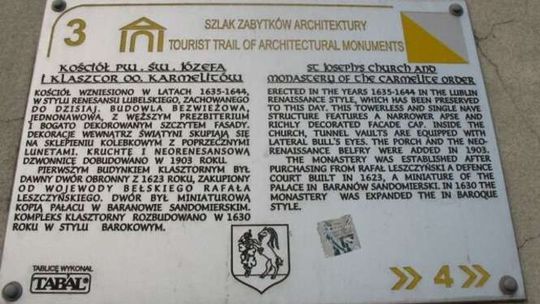 3
SZLAK ZABYTKÓW ARCHITEKTURY
TOURIST TRAIL OF ARCHITECTURAL MONUMENTS
KOŚCIÓŁ PW. ŚW. JÓZEFA
I KLASZTOR OO. KARMELITÓW
KOŚCIÓŁ WZNIESIONO W LATACH 1635-1644,
W STYLU RENESANSU LUBELSKIEGO, ZACHOWANEGO
DO DZISIAJ. BUDOWLA BEZWIEŻOWA,
JEDNONAWOWA, Z WĘŻSZYM PREZBITERIUM
I BOGATO DEKOROWANYM SZCZYTEM FASADY.
DEKORACJE WEWNĄTRZ ŚWIĄTYNI SKUPIAJĄ SIĘ
NA SKLEPIENIU KOLEBKOWYM Z POPRZECZNYMI
LUNETAMI, KRUCHTĘ I NEORENESANSOWĄ
DZWONNICĘ DOBUDOWANO W 1903 ROKU.
PIERWSZYM BUDYNKIEM KLASZTORNYM BYŁ
DAWNY DWÓR OBRONNY Z 1623 ROKU, ZAKUPIONY
OD WOJEWODY BEŁSKIEGO RAFAŁA
LESZCZYŃSKIEGO. DWÓR BYŁ MINIATUROWĄ
KOPIĄ PAŁACU W BARANOWIE SANDOMIERSKIM.
KOMPLEKS KLASZTORNY ROZBUDOWANO W 1630
ROKU W STYLU BAROKOWYM.
ST JOSEPHS CHURCH AND
MONASTERY OF THE CARMELITE ORDER
ERECTED IN THE YEARS 1635-1644 IN THE LUBLIN
RENAISSANCE STYLE, WHICH HAS BEEN PRESERVED
TO THIS DAY. THIS TOWERLESS AND SINGLE NAVE
STRUCTURE FEATURES A NARROWER APSE AND
RICHLY DECORATED FACADE CAP. INSIDE THE
CHURCH, TUNNEL VAULTS ARE EQUIPPED WITH
LATERAL BULL'S EYES. THE PORCH AND THE NEO-
RENAISSANCE BELFRY WERE ADDED IN 1903.
THE MONASTERY WAS ESTABLISHED AFTER
PURCHASING FROM RAFAŁ LESZCZYŃSKI A DEFENCE
COURT BUILT IN 1623, A MINIATURE OF THE
PALACE IN BARANÓW SANDOMIERSKI. IN 1630 THE
MONASTERY WAS EXPANDED THE IN BAROQUE
STYLE.
TABLICĘ WYKONAŁ
TABAL
>> 4 >>